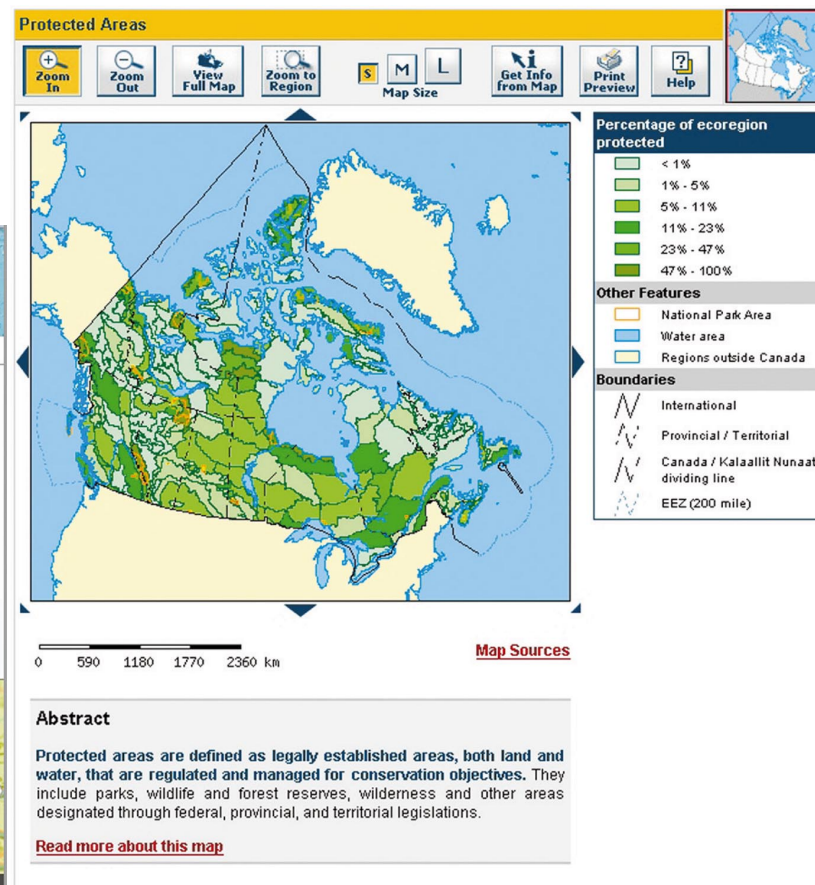 Protected Areas
Zoom In
Zoom Out
View Full Map
Zoom to Region
S M L
Map Size
Get Info from Map
Print Preview
Help
Percentage of ecoregion
protected
< 1%
1% - 5%
5% - 11%
11% - 23%
23% - 47%
47% - 100%
Other Features
National Park Area
Water area
Regions outside Canada
Boundaries
International
Provincial / Territorial
Canada / Kalaallit Nunaat
dividing line
EEZ (200 mile)
0 590 1180 1770 2360 km
Map Sources
Abstract
Protected areas are defined as legally established areas, both land and
water, that are regulated and managed for conservation objectives. They
include parks, wildlife and forest reserves, wilderness and other areas
designated through federal, provincial, and territorial legislations.
Read more about this map